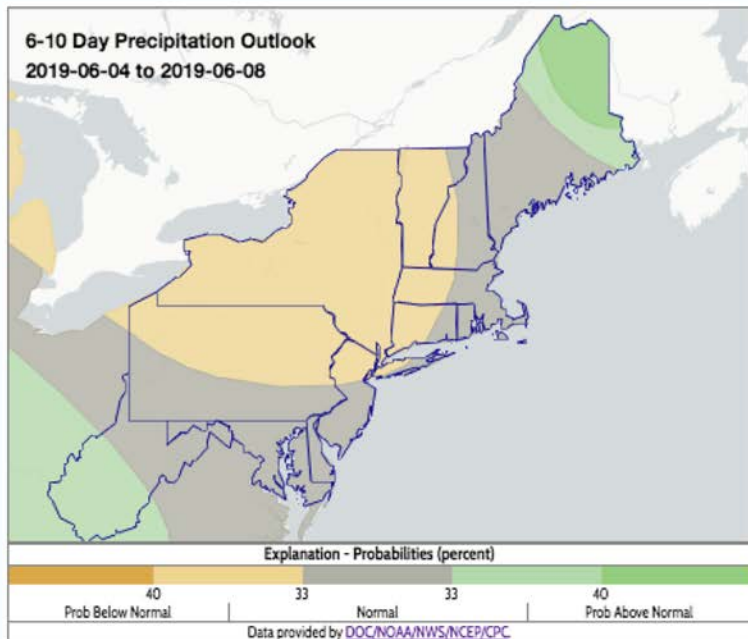 6-10 Day Precipitation Outlook
2019-06-04 to 2019-06-08
Explanation - Probabilities (percent)
40 33 33 40
Prob Below Normal Normal Prob Above Normal
Data provided by DOC/NOAA/NWS/NCEP/CPC.